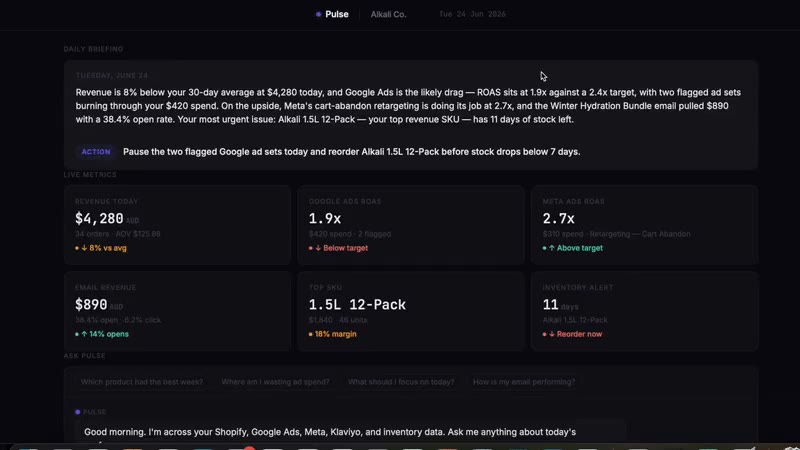 Pulse
Alkali Co.
Tue 24 Jun 2026
DAILY BRIEFING
TUESDAY, JUNE 24
Revenue is 8% below your 30-day average at $4,280 today, and Google Ads is the likely drag — ROAS sits at 1.9x against a 2.4x target, with two flagged ad sets
burning through your $420 spend. On the upside, Meta's cart-abandon retargeting is doing its job at 2.7x, and the Winter Hydration Bundle email pulled $890
with a 38.4% open rate. Your most urgent issue: Alkali 1.5L 12-Pack — your top revenue SKU — has 11 days of stock left.
ACTION Pause the two flagged Google ad sets today and reorder Alkali 1.5L 12-Pack before stock drops below 7 days.
LIVE METRICS
REVENUE TODAY
$4,280 AUD
34 orders · AOV $125.88
↓ 8% vs avg
GOOGLE ADS ROAS
1.9x
$420 spend · 2 flagged
↓ Below target
META ADS ROAS
2.7x
$310 spend · Retargeting — Cart Abandon
↑ Above target
EMAIL REVENUE
$890 AUD
38.4% open · 6.2% click
↑ 14% opens
TOP SKU
1.5L 12-Pack
$1,840 · 46 units
18% margin
INVENTORY ALERT
11 days
Alkali 1.5L 12-Pack
↓ Reorder now
ASK PULSE
Which product had the best week?
Where am I wasting ad spend?
What should I focus on today?
How is my email performing?
PULSE
Good morning. I'm across your Shopify, Google Ads, Meta, Klaviyo, and inventory data. Ask me anything about today's